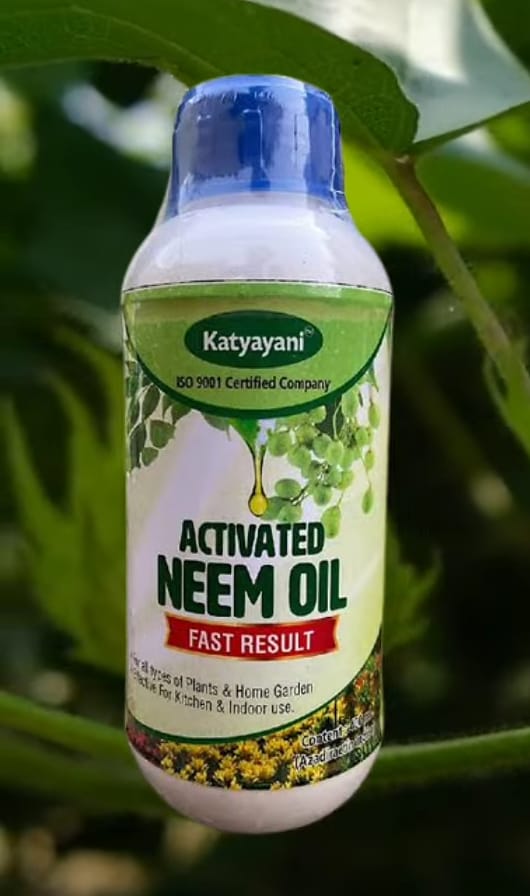 Katyayani
ISO 9001 Certified Company
ACTIVATED
NEEM OIL
FAST RESULT
For all types of Plants & Home Garden
Effective For Kitchen & Indoor use.
Content